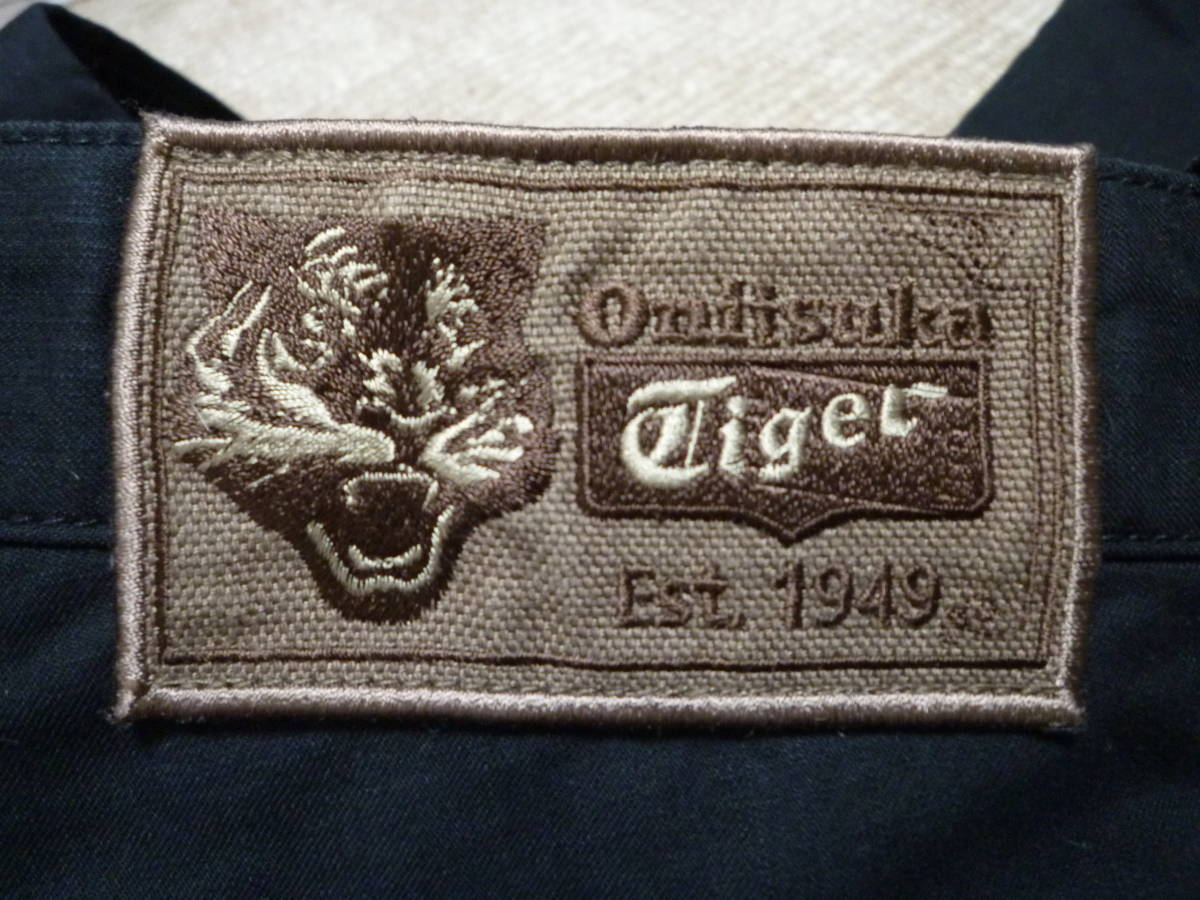 Onitsuka
Tiger
Est. 1949